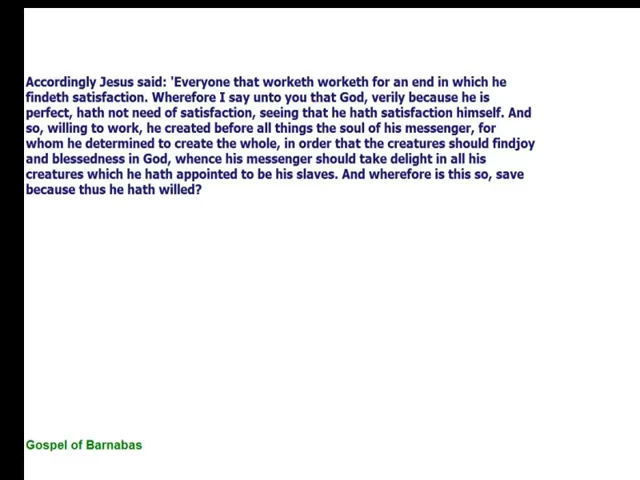 Accordingly Jesus said: 'Everyone that worketh worketh for an end in which he
findeth satisfaction. Wherefore I say unto you that God, verily because he is
perfect, hath not need of satisfaction, seeing that he hath satisfaction himself. And
so, willing to work, he created before all things the soul of his messenger, for
whom he determined to create the whole, in order that the creatures should findjoy
and blessedness in God, whence his messenger should take delight in all his
creatures which he hath appointed to be his slaves. And wherefore is this so, save
because thus he hath willed?
Gospel of Barnabas